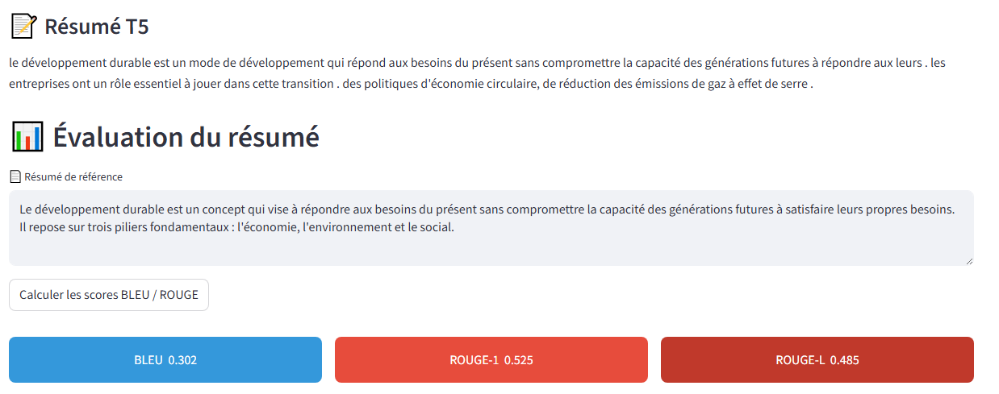 Résumé T5
le développement durable est un mode de développement qui répond aux besoins du présent sans compromettre la capacité des générations futures à répondre aux leurs . les
entreprises ont un rôle essentiel à jouer dans cette transition . des politiques d'économie circulaire, de réduction des émissions de gaz à effet de serre .
Évaluation du résumé
Résumé de référence
Le développement durable est un concept qui vise à répondre aux besoins du présent sans compromettre la capacité des générations futures à satisfaire leurs propres besoins.
Il repose sur trois piliers fondamentaux : l'économie, l'environnement et le social.
Calculer les scores BLEU / ROUGE
BLEU 0.302
ROUGE-1 0.525
ROUGE-L 0.485